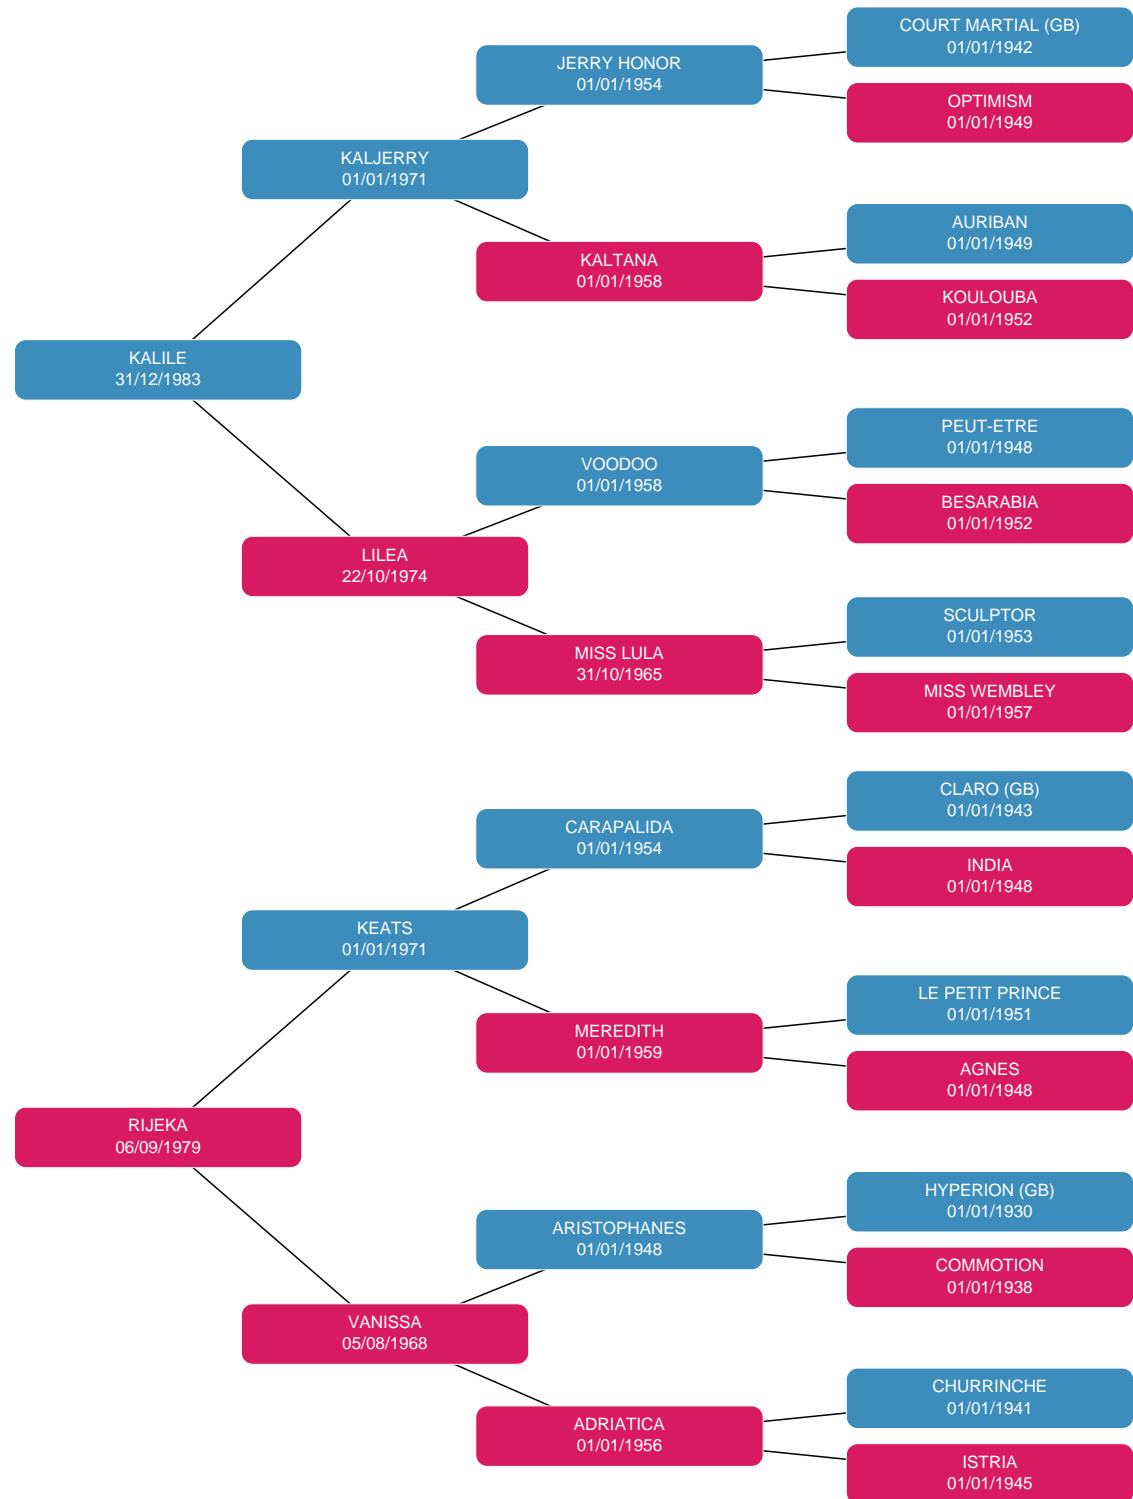 COURT MARTIAL (GB)
01/01/1942
JERRY HONOR
01/01/1954
OPTIMISM
01/01/1949
KALJERRY
01/01/1971
AURIBAN
01/01/1949
KALTANA
01/01/1958
KOULOUBA
01/01/1952
KALILE
31/12/1983
PEUT-ETRE
01/01/1948
VOODOO
01/01/1958
BESARABIA
01/01/1952
LILEA
22/10/1974
SCULPTOR
01/01/1953
MISS LULA
31/10/1965
MISS WEMBLEY
01/01/1957
CLARO (GB)
01/01/1943
CARAPALIDA
01/01/1954
INDIA
01/01/1948
KEATS
01/01/1971
LE PETIT PRINCE
01/01/1951
MEREDITH
01/01/1959
AGNES
01/01/1948
RIJEKA
06/09/1979
HYPERION (GB)
01/01/1930
ARISTOPHANES
01/01/1948
COMMOTION
01/01/1938
VANISSA
05/08/1968
CHURRINCHE
01/01/1941
ADRIATICA
01/01/1956
ISTRIA
01/01/1945